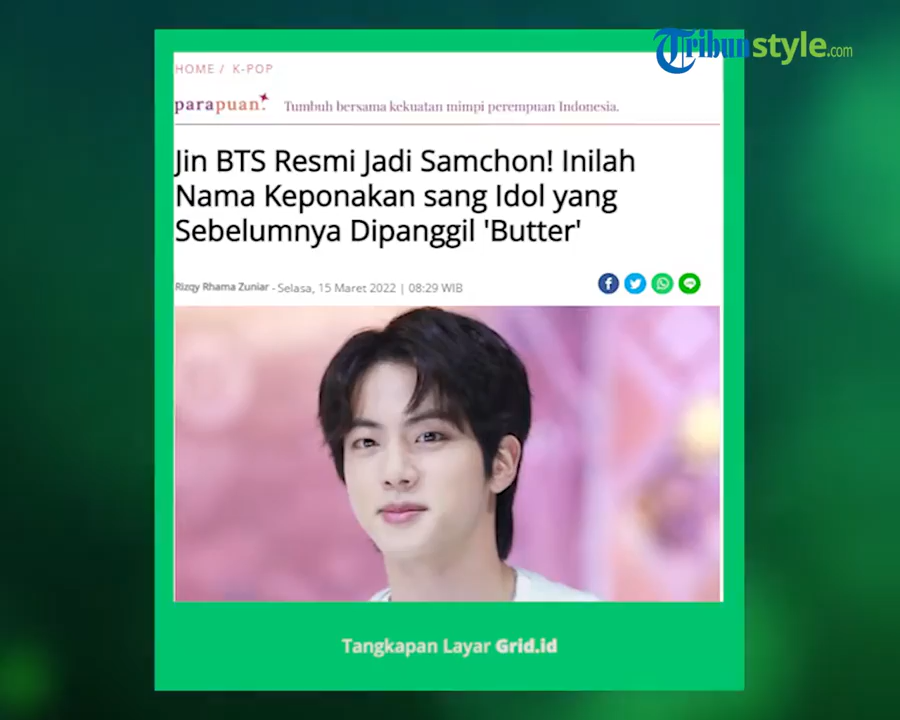 Tribunstyle.com
HOME / K-POP
parapuan. Tumbuh bersama kekuatan mimpi perempuan Indonesia.
Jin BTS Resmi Jadi Samchon! Inilah
Nama Keponakan sang Idol yang
Sebelumnya Dipanggil 'Butter'
Rizqy Rhama Zuniar - Selasa, 15 Maret 2022 | 08:29 WIB
Tangkapan Layar Grid.id